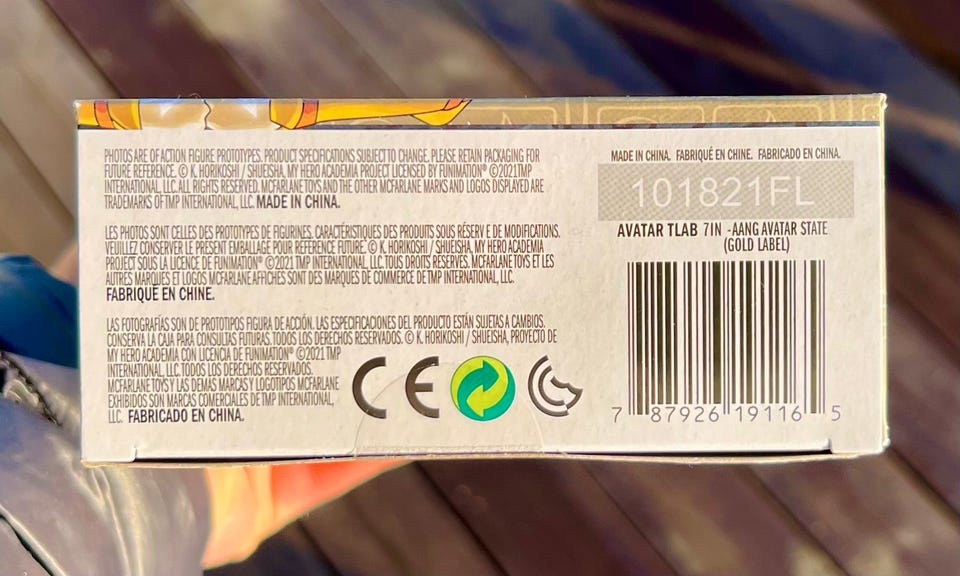 PHOTOS ARE OF ACTION FIGURE PROTOTYPES. PRODUCT SPECIFICATIONS SUBJECT TO CHANGE. PLEASE RETAIN PACKAGING FOR
FUTURE REFERENCE. © K. HORIKOSHI / SHUEISHA, MY HERO ACADEMIA PROJECT LICENSED BY FUNIMATION® ©2021TMP
INTERNATIONAL, LLC. ALL RIGHTS RESERVED. MCFARLANE TOYS AND THE OTHER MCFARLANE MARKS AND LOGOS DISPLAYED ARE
TRADEMARKS OF TMP INTERNATIONAL, LLC. MADE IN CHINA.
LES PHOTOS SONT CELLES DES PROTOTYPES DE FIGURINES. CARACTÉRISTIQUES DES PRODUITS SOUS RÉSERV E DE MODIFICATIONS.
VEUILLEZ CONSERVER LE PRESENT EMBALLAGE POUR REFERENCE FUTURE. © K. HORIKOSHI / SHUEISHA, MY HERO ACADEMIA
PROJECT SOUS LA LICENCE DE FUNIMATION® ©2021 TMP INTERNATIONAL, LLC. TOUS DROITS RESERVES. MCFARLANE TOYS ET LES
AUTRES MARQUES ET LOGOS MCFARLANE AFFICHÉS SONT DES MARQUES DE COMMERCE DE TMP INTERNATIONAL, LLC.
FABRIQUÉ EN CHINE.
LAS FOTOGRAFÍAS SON DE PROTOTIPOS FIGURA DE ACCIÓN. LAS ESPECIFICACIONES DEL PRODUCTO ESTÁN SUJETAS A CAMBIOS.
CONSERVA LA CAJA PARA CONSULTAS FUTURAS. TODOS LOS DERECHOS RESERVADOS. © K. HORIKOSHI / SHUEISHA, PROYECTO DE
MY HERO ACADEMIA CON LICENCIA DE FUNIMATION® ©2021 TMP
INTERNATIONAL, LLC. TODOS LOS DERECHOS RESERVADOS.
MCFARLANE TOYS Y LAS DEMAS MARCAS Y LOGOTIPOS MCFARLANE
EXHIBIDOS SON MARCAS COMERCIALES DE TMP INTERNATIONAL,
LLC. FABRICADO EN CHINA.
CE
MADE IN CHINA. FABRIQUÉ EN CHINE. FABRICADO EN CHINA.
101821FL
AVATAR TLAB 7IN -AANG AVATAR STATE
(GOLD LABEL)
7 87926 19116 5